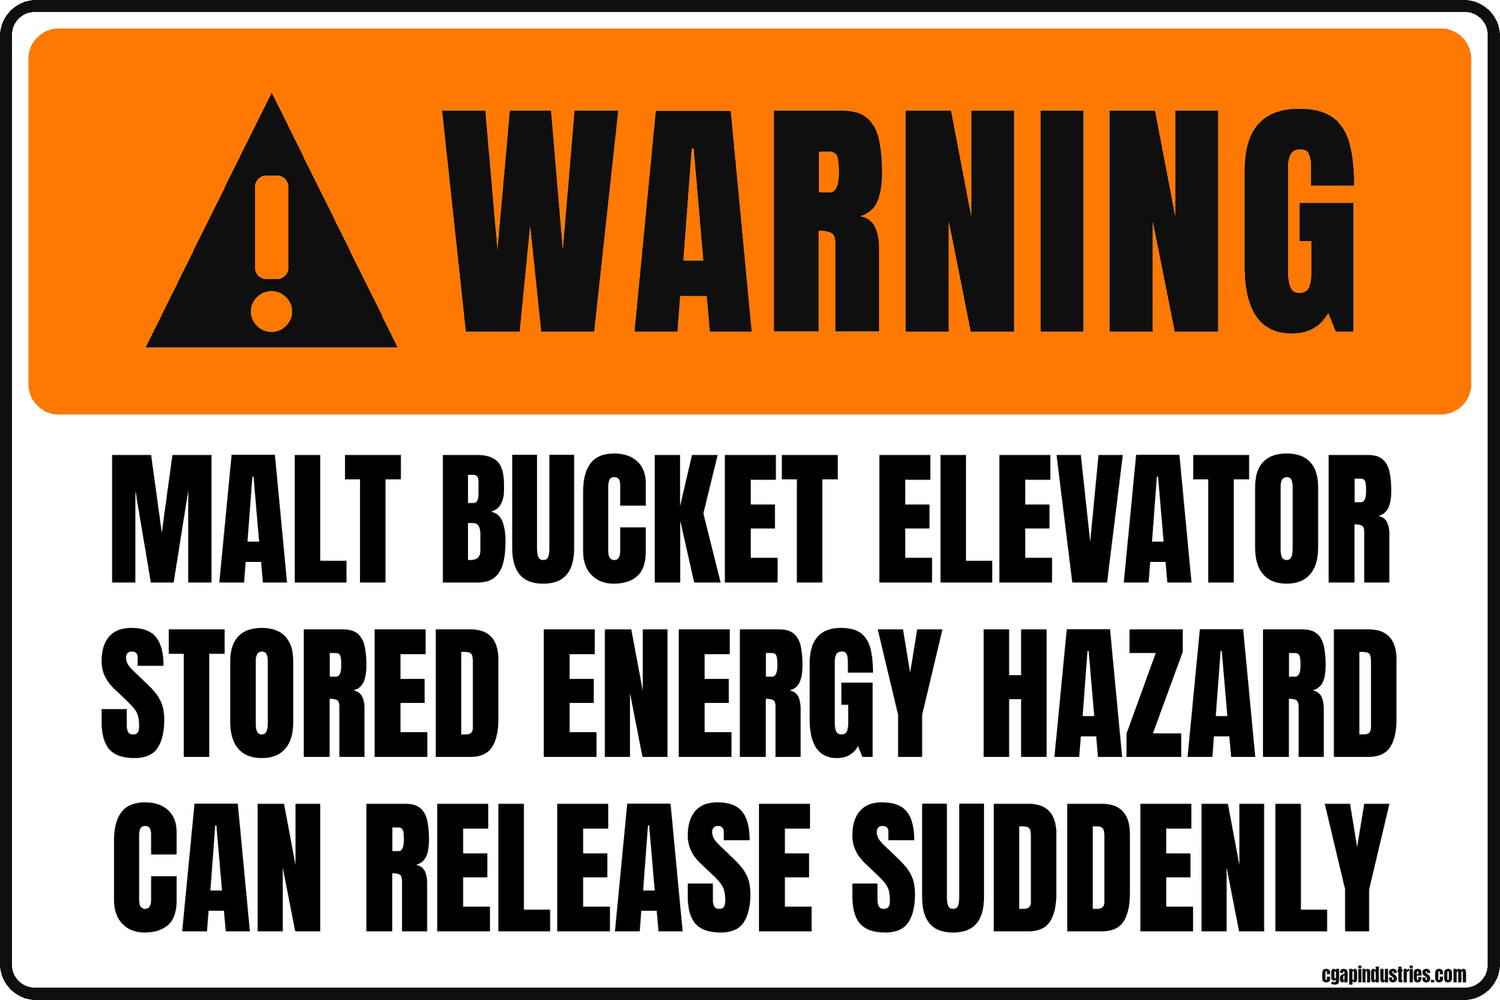 WARNING
MALT BUCKET ELEVATOR
STORED ENERGY HAZARD
CAN RELEASE SUDDENLY
cgapindustries.com